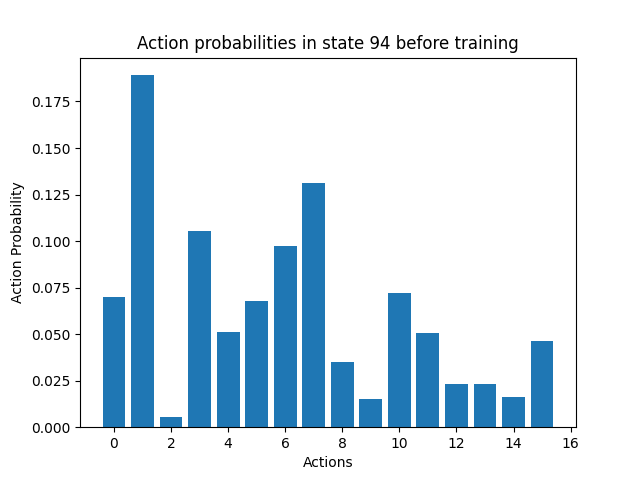 Action probabilities in state 94 before training
Action Probability
0.175
0.150
0.125
0.100
0.075
0.050
0.025
0.000
0 2 4 6 8 10 12 14 16
Actions